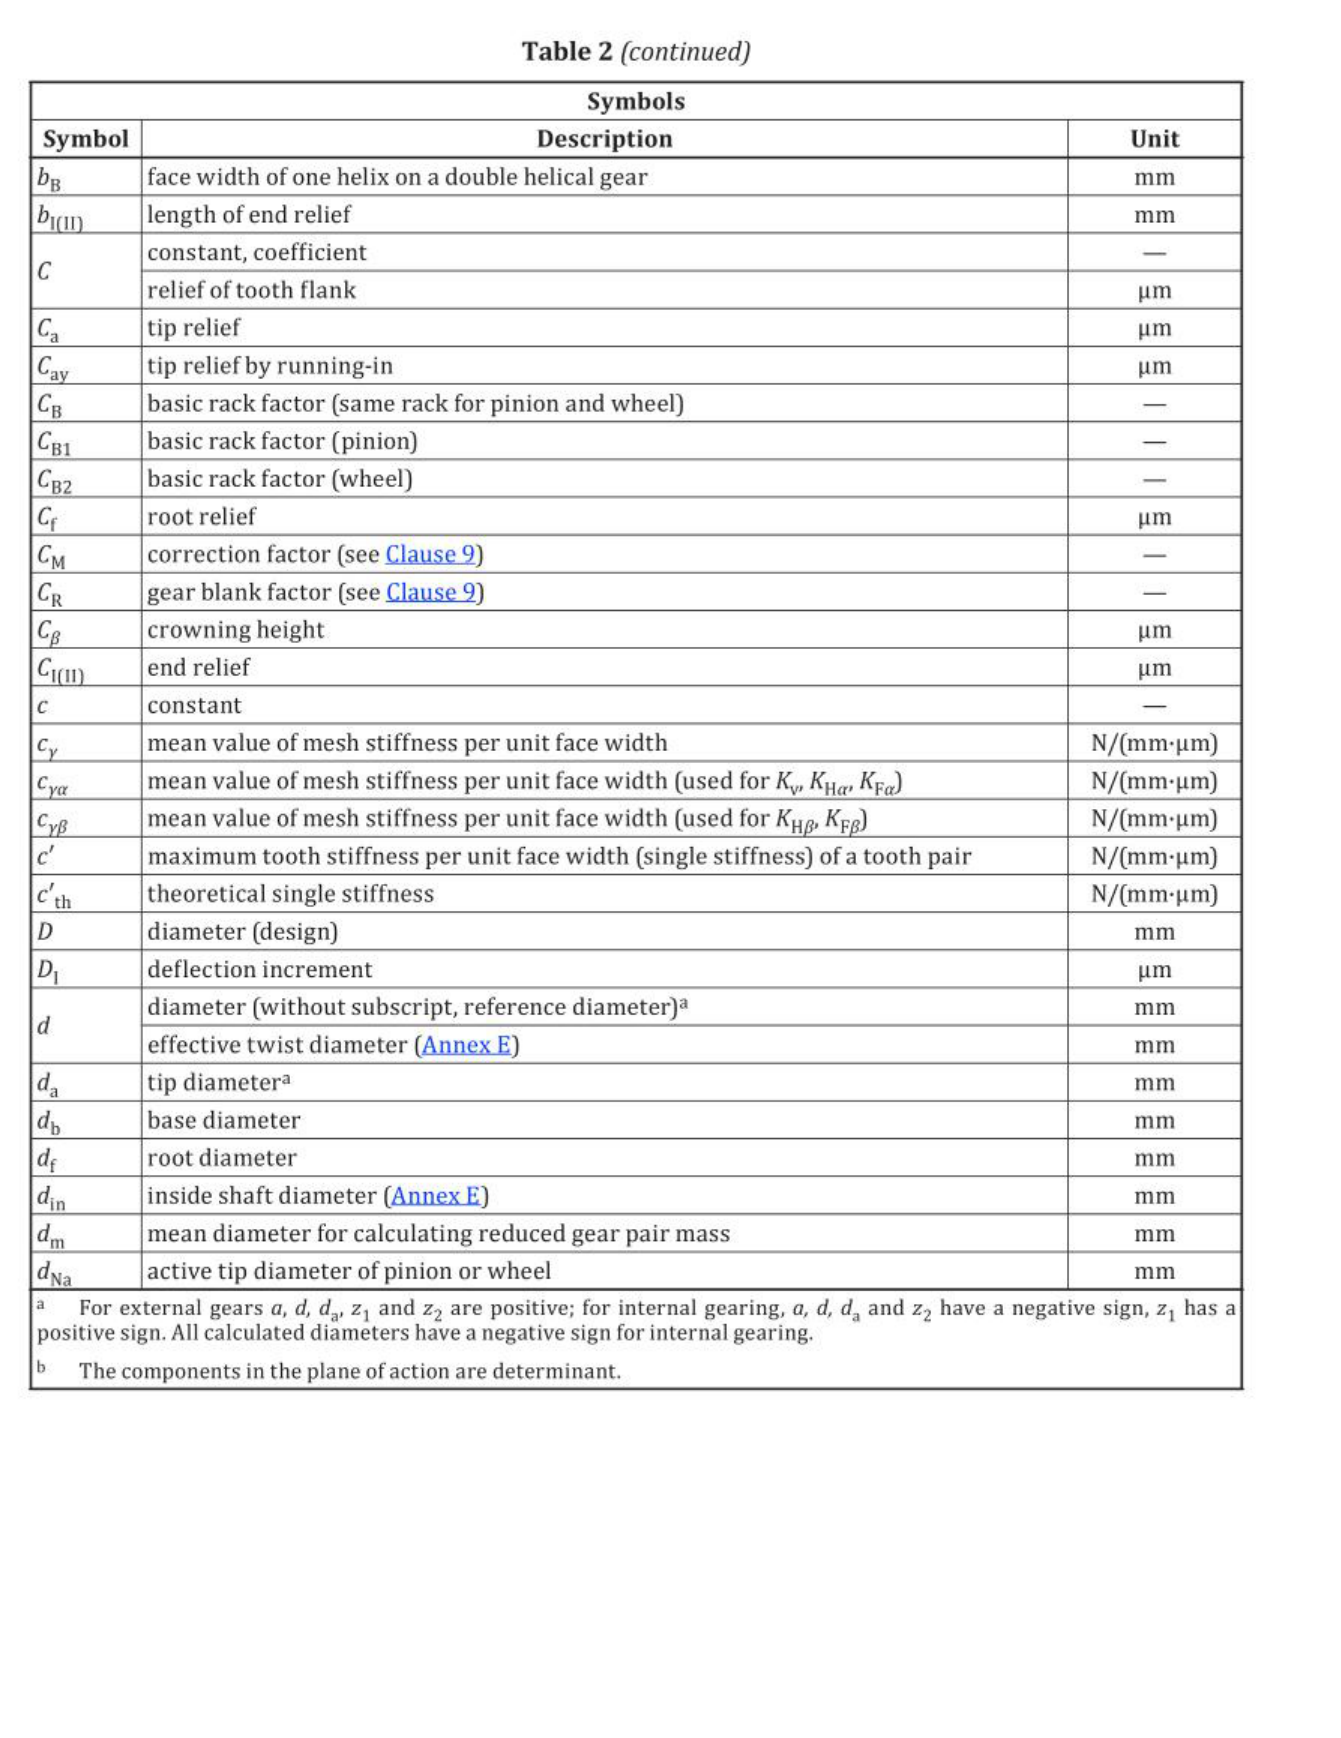 Table 2 (continued)
Symbols
Symbol Description Unit
bB face width of one helix on a double helical gear mm
bI(II) length of end relief mm
C constant, coefficient —
relief of tooth flank μm
Ca tip relief μm
Cay tip relief by running-in μm
CB basic rack factor (same rack for pinion and wheel) —
CB1 basic rack factor (pinion) —
CB2 basic rack factor (wheel) —
Cf root relief μm
CM correction factor (see Clause 9) —
CR gear blank factor (see Clause 9) —
Cβ crowning height μm
CI(II) end relief μm
c constant —
cγ mean value of mesh stiffness per unit face width N/(mm·μm)
cγα mean value of mesh stiffness per unit face width (used for Kv, KHα, KFα) N/(mm·μm)
cγβ mean value of mesh stiffness per unit face width (used for KHβ, KFβ) N/(mm·μm)
c′ maximum tooth stiffness per unit face width (single stiffness) of a tooth pair N/(mm·μm)
c′th theoretical single stiffness N/(mm·μm)
D diameter (design) mm
DI deflection increment μm
d diameter (without subscript, reference diameter)a mm
effective twist diameter (Annex E) mm
da tip diametera mm
db base diameter mm
df root diameter mm
din inside shaft diameter (Annex E) mm
dm mean diameter for calculating reduced gear pair mass mm
dNa active tip diameter of pinion or wheel mm
a For external gears a, d, da, z1 and z2 are positive; for internal gearing, a, d, da and z2 have a negative sign, z1 has a
positive sign. All calculated diameters have a negative sign for internal gearing.
b The components in the plane of action are determinant.